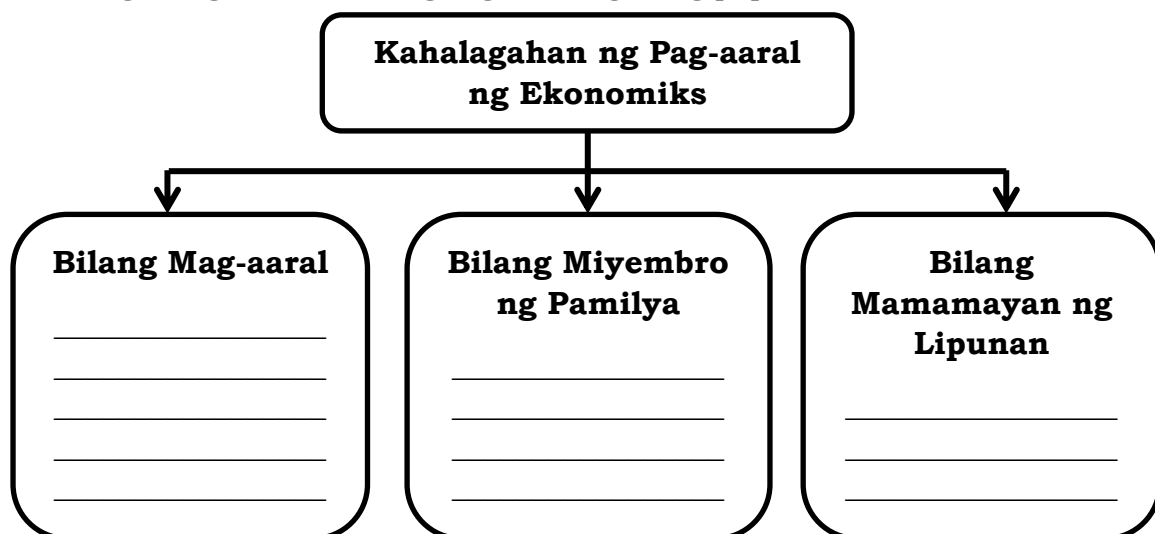 Kahalagahan ng Pag-aaral
ng Ekonomiks
Bilang Mag-aaral
Bilang Miyembro
ng Pamilya
Bilang
Mamamayan ng
Lipunan